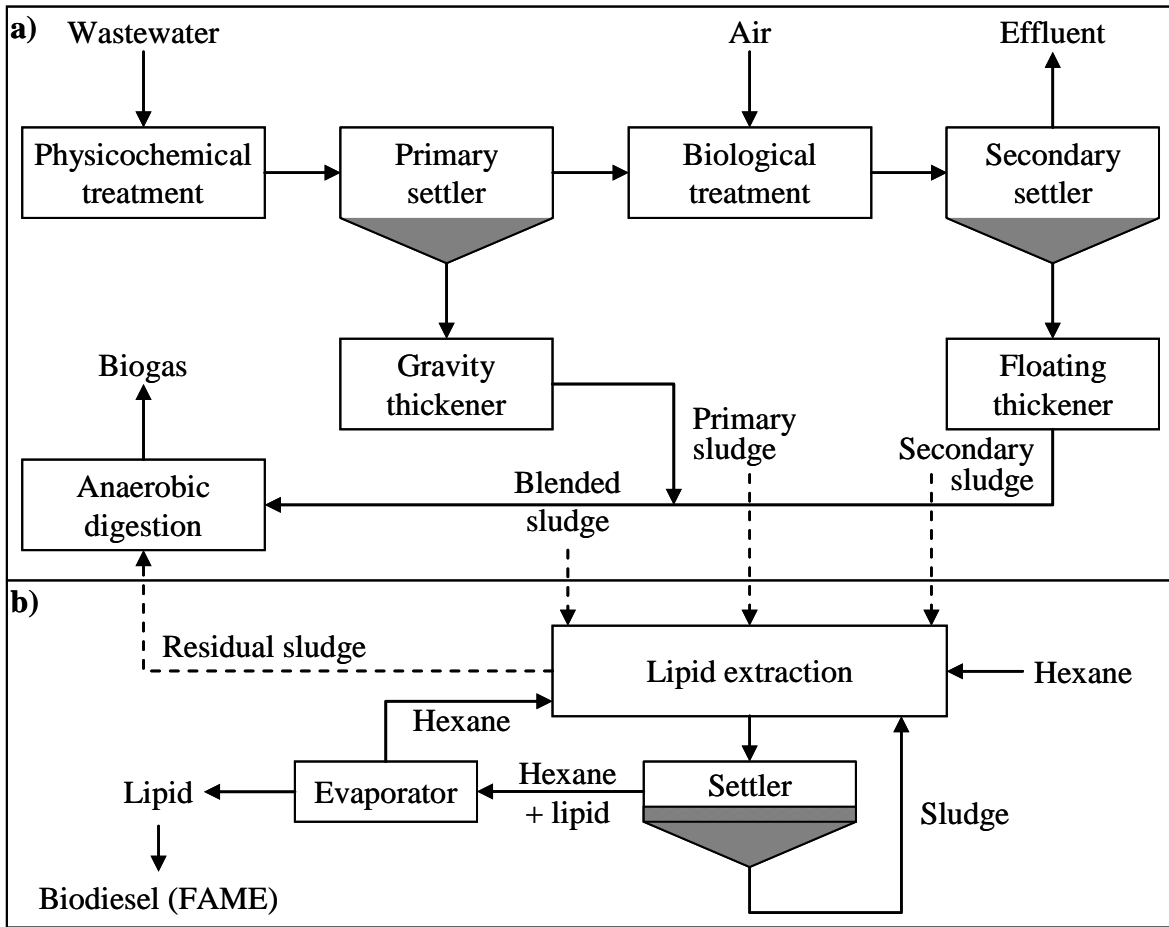 a)
Wastewater
Air
Effluent
Physicochemical
treatment
Primary
settler
Biological
treatment
Secondary
settler
Gravity
thickener
Floating
thickener
Biogas
Primary
sludge
Secondary
sludge
Anaerobic
digestion
Blended
sludge
b)
Residual sludge
Lipid extraction
Hexane
Hexane
Lipid
Evaporator
Hexane
+ lipid
Settler
Sludge
Biodiesel (FAME)